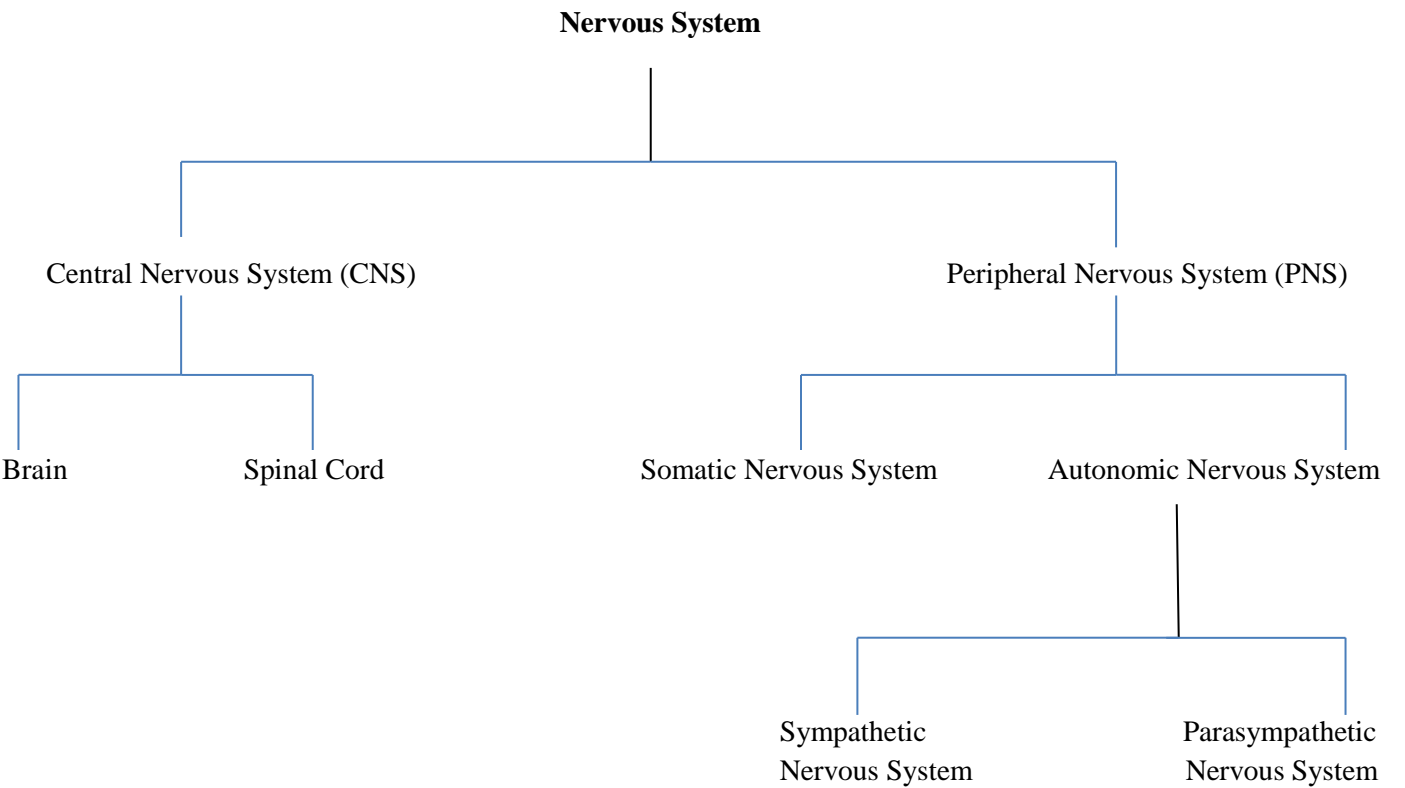 Nervous System
Central Nervous System (CNS)
Peripheral Nervous System (PNS)
Brain
Spinal Cord
Somatic Nervous System
Autonomic Nervous System
Sympathetic
Nervous System
Parasympathetic
Nervous System